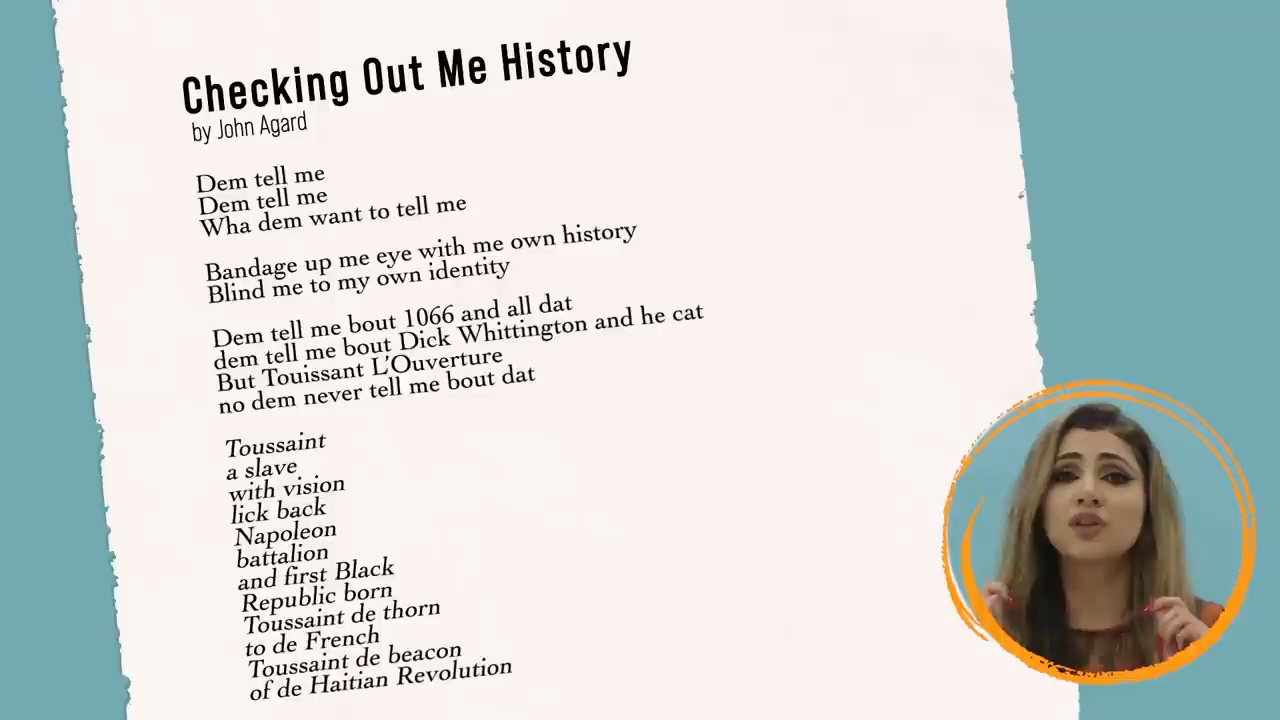 Checking Out Me History
by John Agard
Dem tell me
Dem tell me
Wha dem want to tell me
Bandage up me eye with me own history
Blind me to my own identity
Dem tell me bout 1066 and all dat
dem tell me bout Dick Whittington and he cat
But Touissant L'Ouverture
no dem never tell me bout dat
Toussaint
a slave
with vision
lick back
Napoleon
battalion
and first Black
Republic born
Toussaint de thorn
to de French
Toussaint de beacon
of de Haitian Revolution